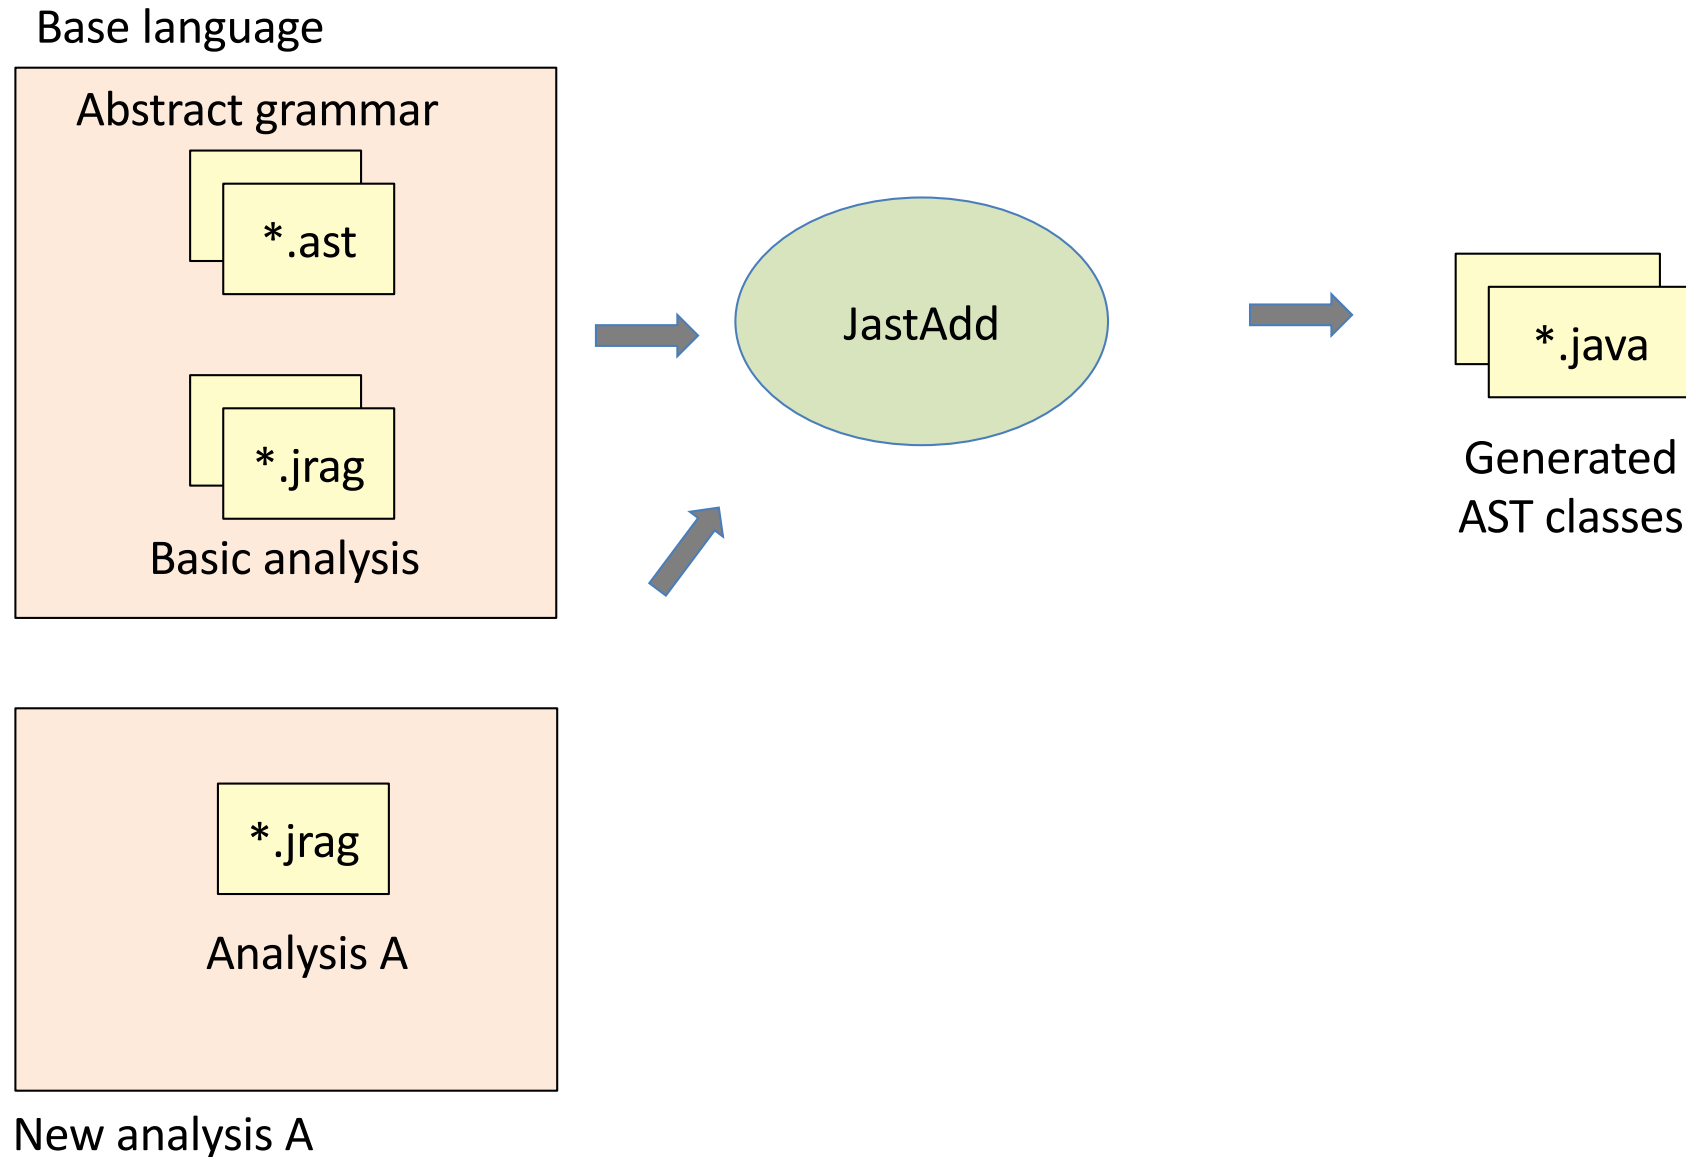 Base language
Abstract grammar
*.ast
*.jrag
Basic analysis
JastAdd
*.java
Generated
AST classes
*.jrag
Analysis A
New analysis A